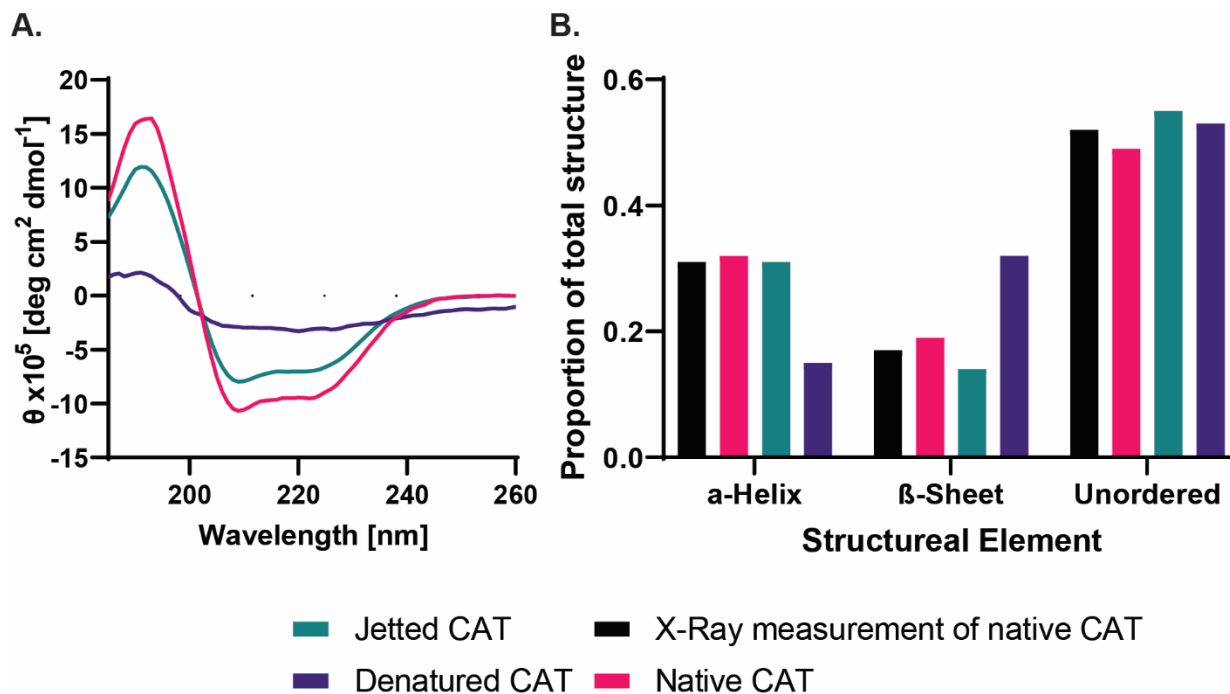 A.
20
15
10
5
0
-5
-10
-15
θ x10⁵ [deg cm² dmol⁻¹]
200 220 240 260
Wavelength [nm]
B.
0.6
0.4
0.2
0.0
Proportion of total structure
a-Helix ß-Sheet Unordered
Structureal Element
Jetted CAT X-Ray measurement of native CAT
Denatured CAT Native CAT